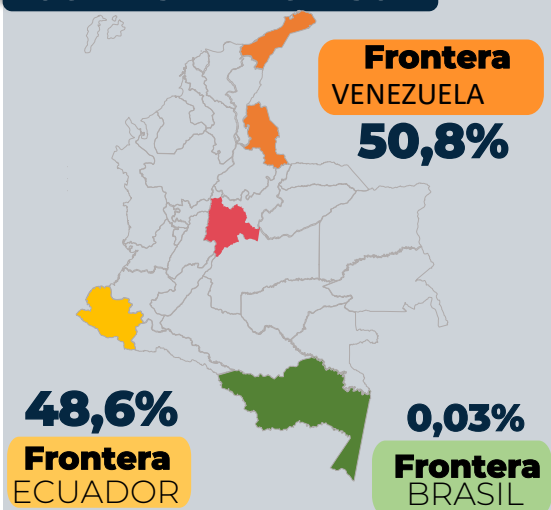 Frontera
VENEZUELA
50,8%
48,6%
Frontera
ECUADOR
0,03%
Frontera
BRASIL